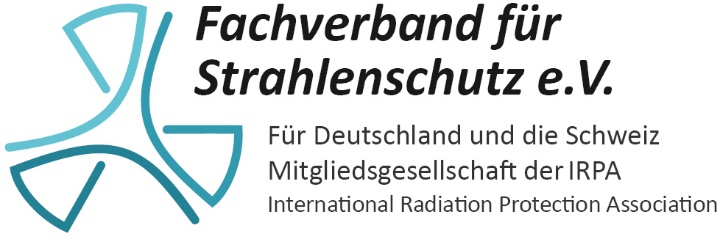 Fachverband für
Strahlenschutz e.V.
Für Deutschland und die Schweiz
Mitgliedsgesellschaft der IRPA
International Radiation Protection Association